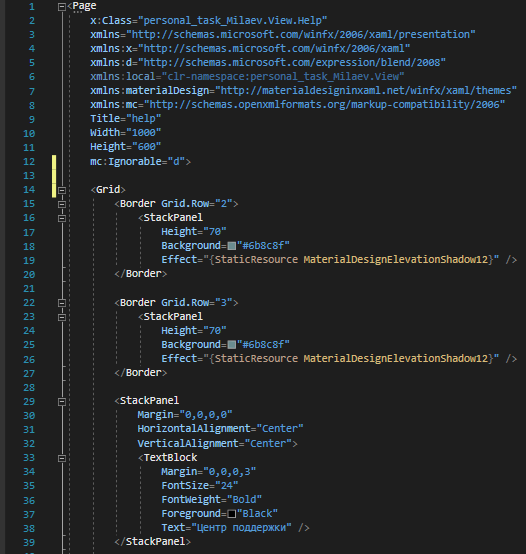 1 <Page
2 x:Class="personal_task_Milaev.View.Help"
3 xmlns="http://schemas.microsoft.com/winfx/2006/xaml/presentation"
4 xmlns:x="http://schemas.microsoft.com/winfx/2006/xaml"
5 xmlns:d="http://schemas.microsoft.com/expression/blend/2008"
6 xmlns:local="clr-namespace:personal_task_Milaev.View"
7 xmlns:materialDesign="http://materialdesigninxaml.net/winfx/xaml/themes"
8 xmlns:mc="http://schemas.openxmlformats.org/markup-compatibility/2006"
9 Title="help"
10 Width="1000"
11 Height="600"
12 mc:Ignorable="d">
13
14 <Grid>
15 <Border Grid.Row="2">
16 <StackPanel
17 Height="70"
18 Background="#6b8c8f"
19 Effect="{StaticResource MaterialDesignElevationShadow12}" />
20 </Border>
21
22 <Border Grid.Row="3">
23 <StackPanel
24 Height="70"
25 Background="#6b8c8f"
26 Effect="{StaticResource MaterialDesignElevationShadow12}" />
27 </Border>
28
29 <StackPanel
30 Margin="0,0,0,0"
31 HorizontalAlignment="Center"
32 VerticalAlignment="Center">
33 <TextBlock
34 Margin="0,0,0,3"
35 FontSize="24"
36 FontWeight="Bold"
37 Foreground="Black"
38 Text="Центр поддержки" />
39 </StackPanel>